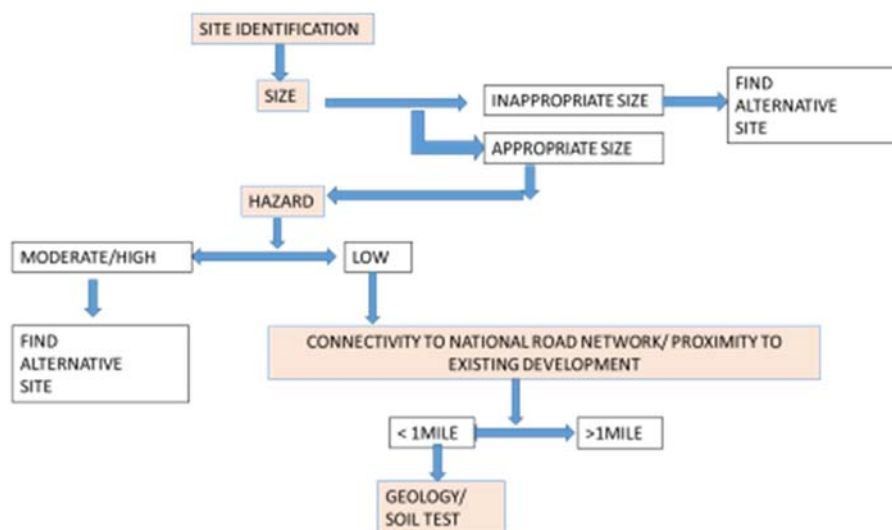 SITE IDENTIFICATION
SIZE
INAPPROPRIATE SIZE
FIND
ALTERNATIVE
SITE
APPROPRIATE SIZE
HAZARD
MODERATE/HIGH
LOW
FIND
ALTERNATIVE
SITE
CONNECTIVITY TO NATIONAL ROAD NETWORK/ PROXIMITY TO
EXISTING DEVELOPMENT
< 1MILE
>1MILE
GEOLOGY/
SOIL TEST